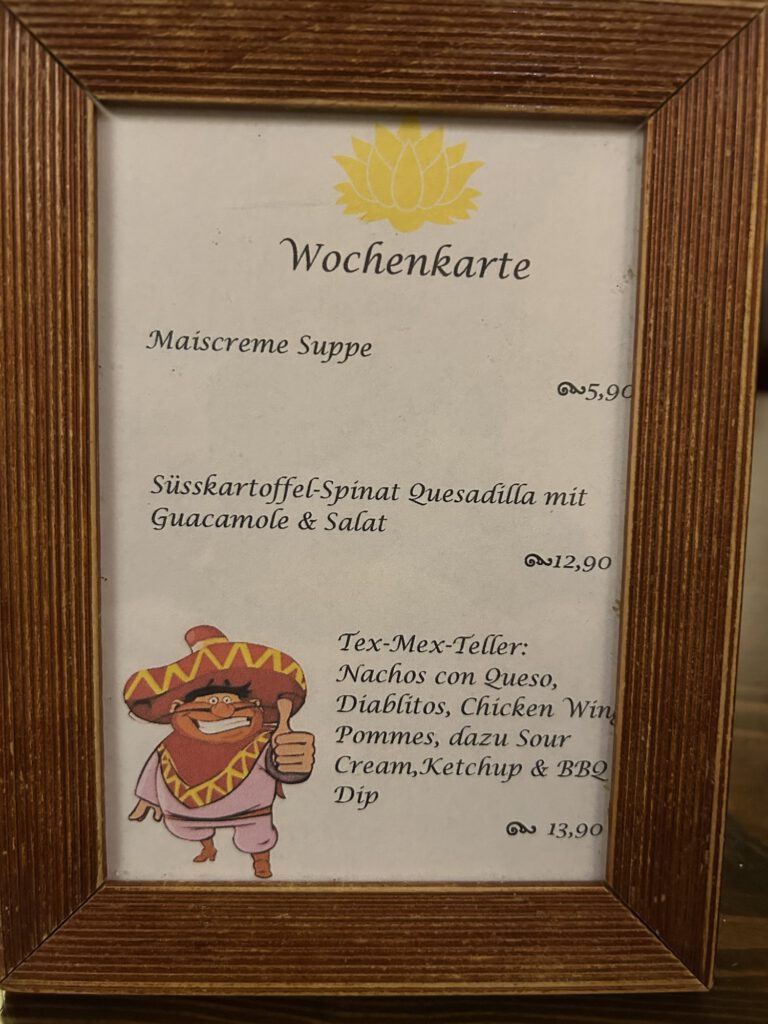 Wochenkarte
Maiscreme Suppe
5,90
Süsskartoffel-Spinat Quesadilla mit
Guacamole & Salat
12,90
Tex-Mex-Teller:
Nachos con Queso,
Diablitos, Chicken Wing
Pommes, dazu Sour
Cream,Ketchup & BBQ
Dip
13,90